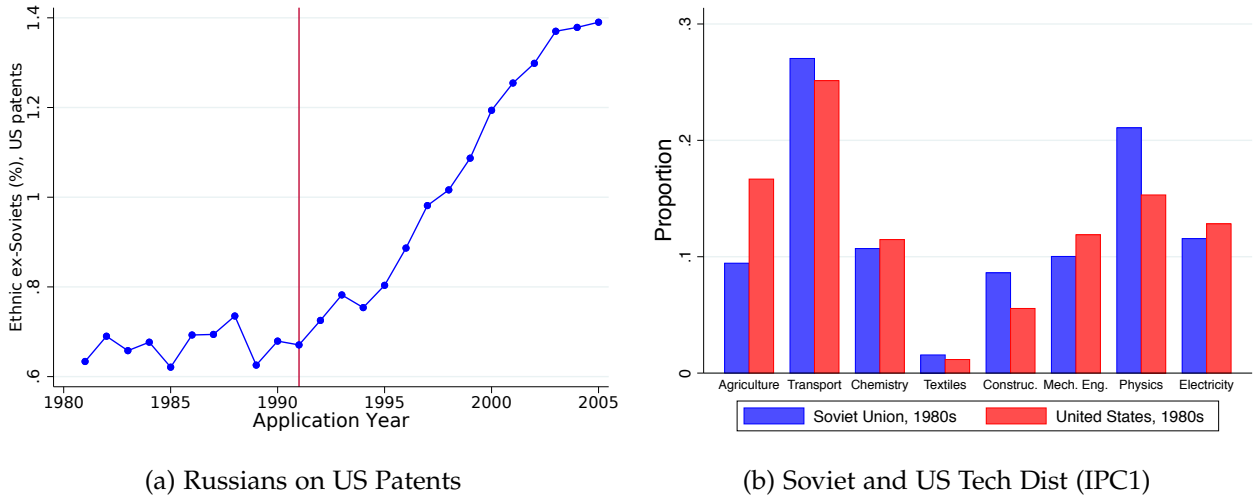 Ethnic ex-Soviets (%), US patents
1.4
1.2
1
.8
.6
1980 1985 1990 1995 2000 2005
Application Year
(a) Russians on US Patents
Proportion
.3
.2
.1
0
Agriculture Transport Chemistry Textiles Construc. Mech. Eng. Physics Electricity
Soviet Union, 1980s United States, 1980s
(b) Soviet and US Tech Dist (IPC1)